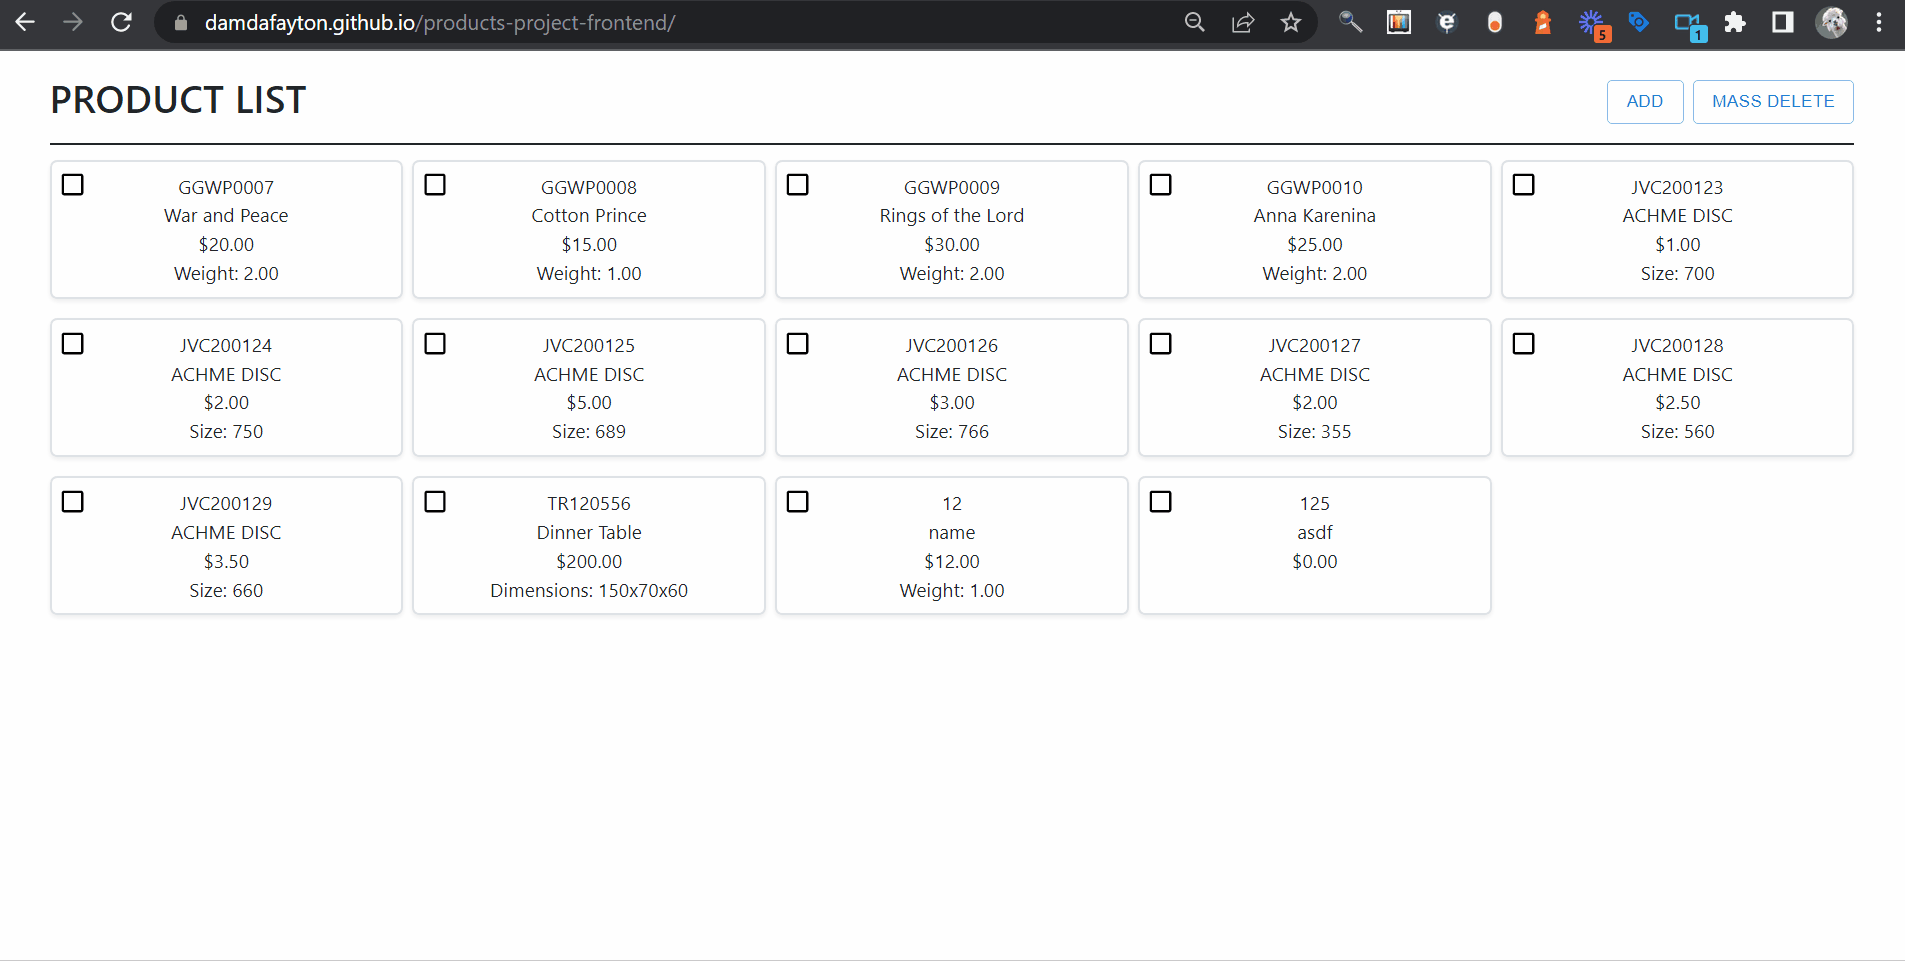 damdafayton.github.io/products-project-frontend/
5
1
PRODUCT LIST
ADD
MASS DELETE
GGWP0007
War and Peace
$20.00
Weight: 2.00
GGWP0008
Cotton Prince
$15.00
Weight: 1.00
GGWP0009
Rings of the Lord
$30.00
Weight: 2.00
GGWP0010
Anna Karenina
$25.00
Weight: 2.00
JVC200123
ACHME DISC
$1.00
Size: 700
JVC200124
ACHME DISC
$2.00
Size: 750
JVC200125
ACHME DISC
$5.00
Size: 689
JVC200126
ACHME DISC
$3.00
Size: 766
JVC200127
ACHME DISC
$2.00
Size: 355
JVC200128
ACHME DISC
$2.50
Size: 560
JVC200129
ACHME DISC
$3.50
Size: 660
TR120556
Dinner Table
$200.00
Dimensions: 150x70x60
12
name
$12.00
Weight: 1.00
125
asdf
$0.00